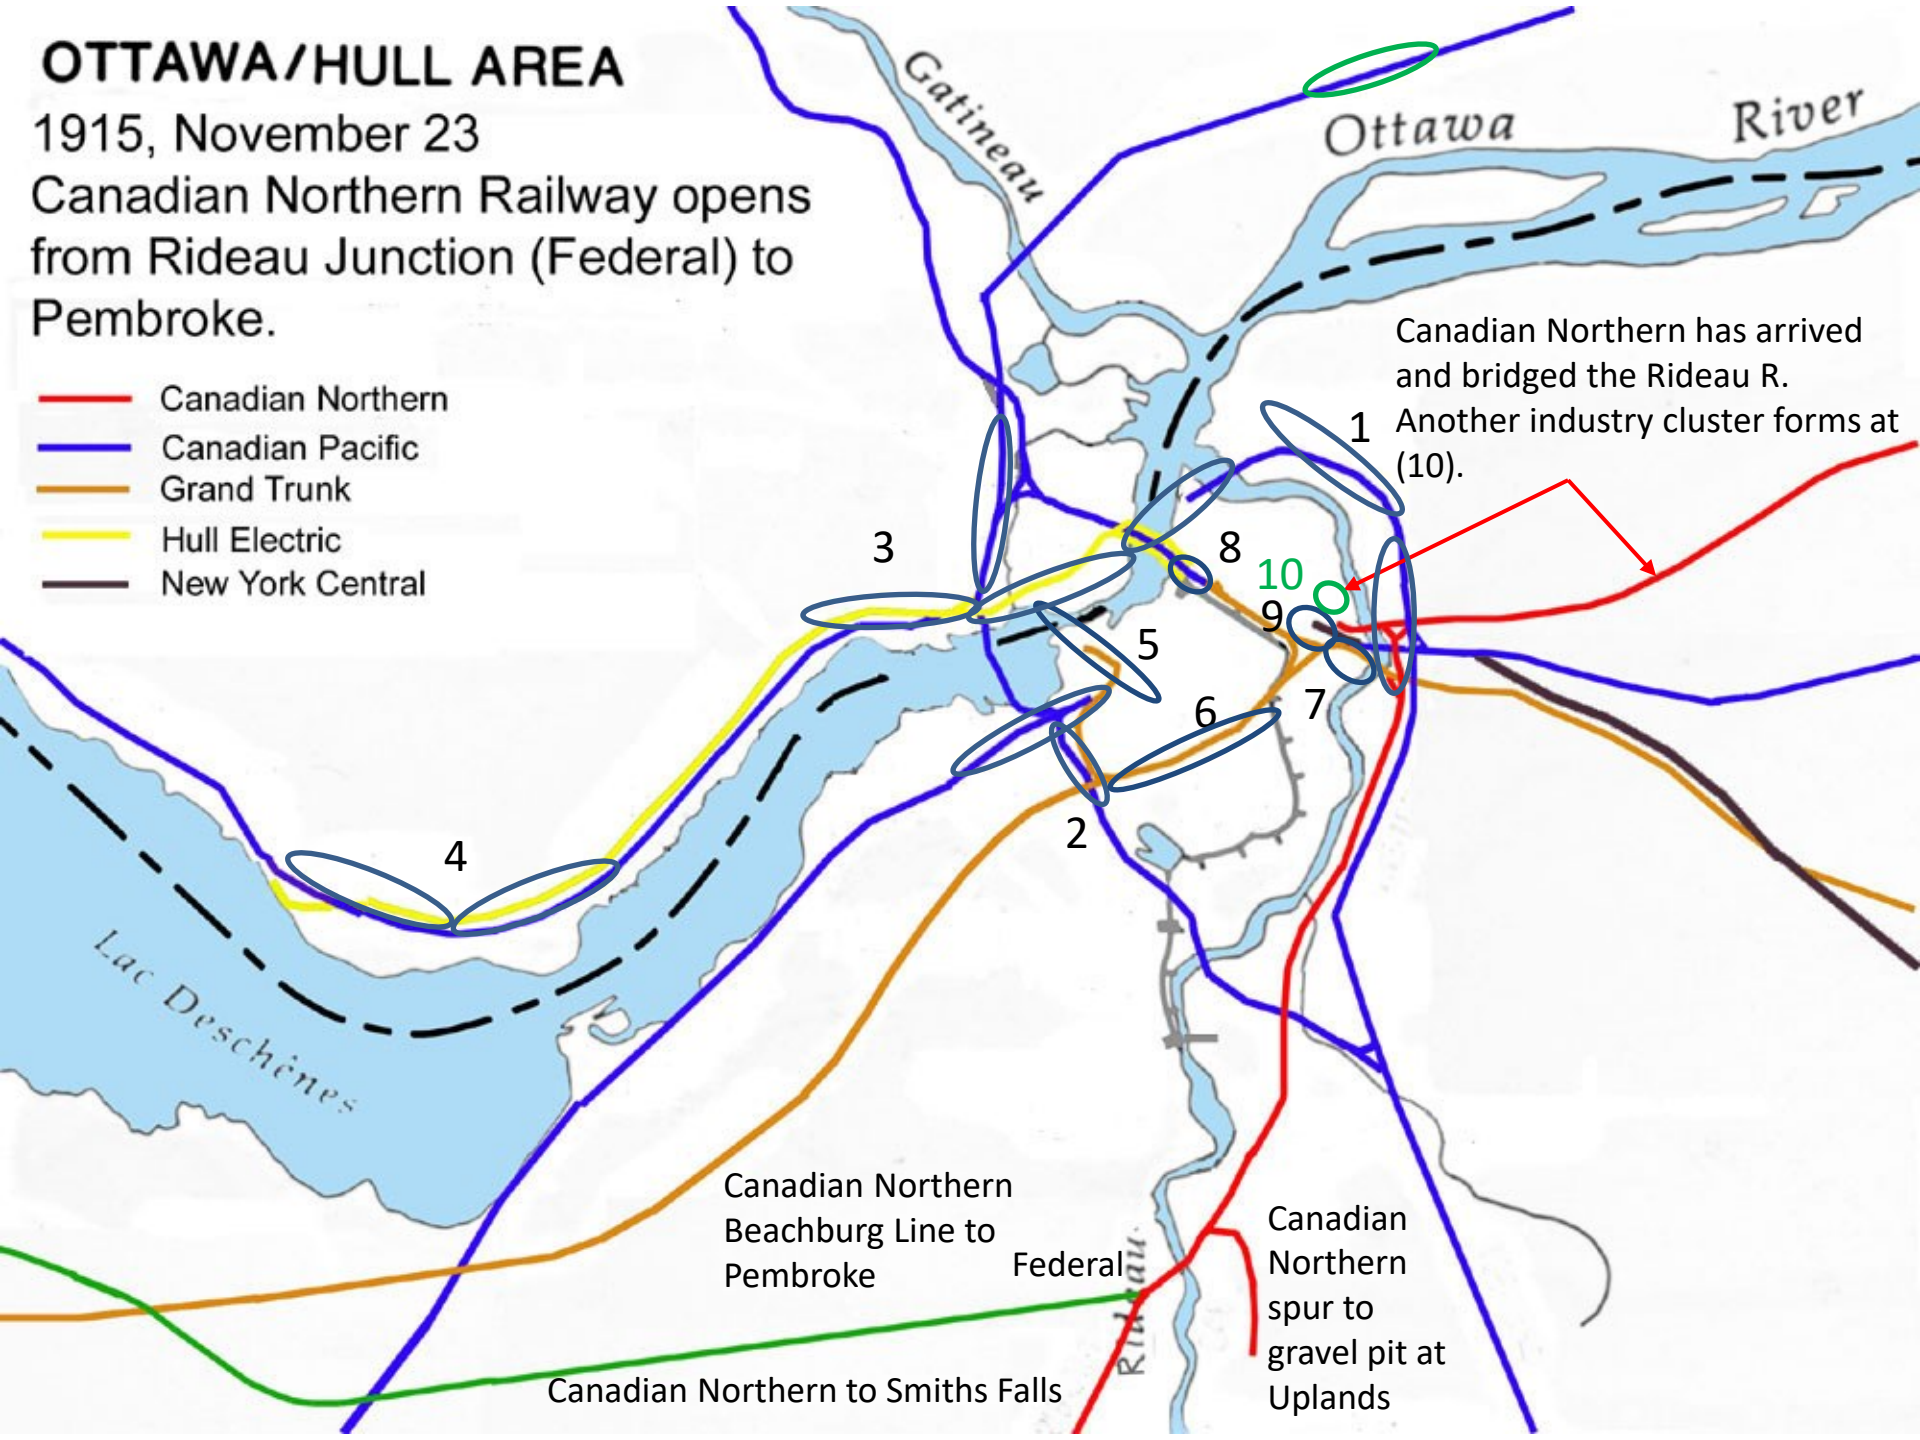 OTTAWA/HULL AREA
1915, November 23
Canadian Northern Railway opens
from Rideau Junction (Federal) to
Pembroke.
Canadian Northern
Canadian Pacific
Grand Trunk
Hull Electric
New York Central
Gatineau
Ottawa River
Canadian Northern has arrived
and bridged the Rideau R.
Another industry cluster forms at
(10).
1
3
8
10
9
5
6
7
2
4
Lac Deschênes
Canadian Northern
Beachburg Line to
Pembroke
Federal
Rideau
Canadian
Northern
spur to
gravel pit at
Uplands
Canadian Northern to Smiths Falls